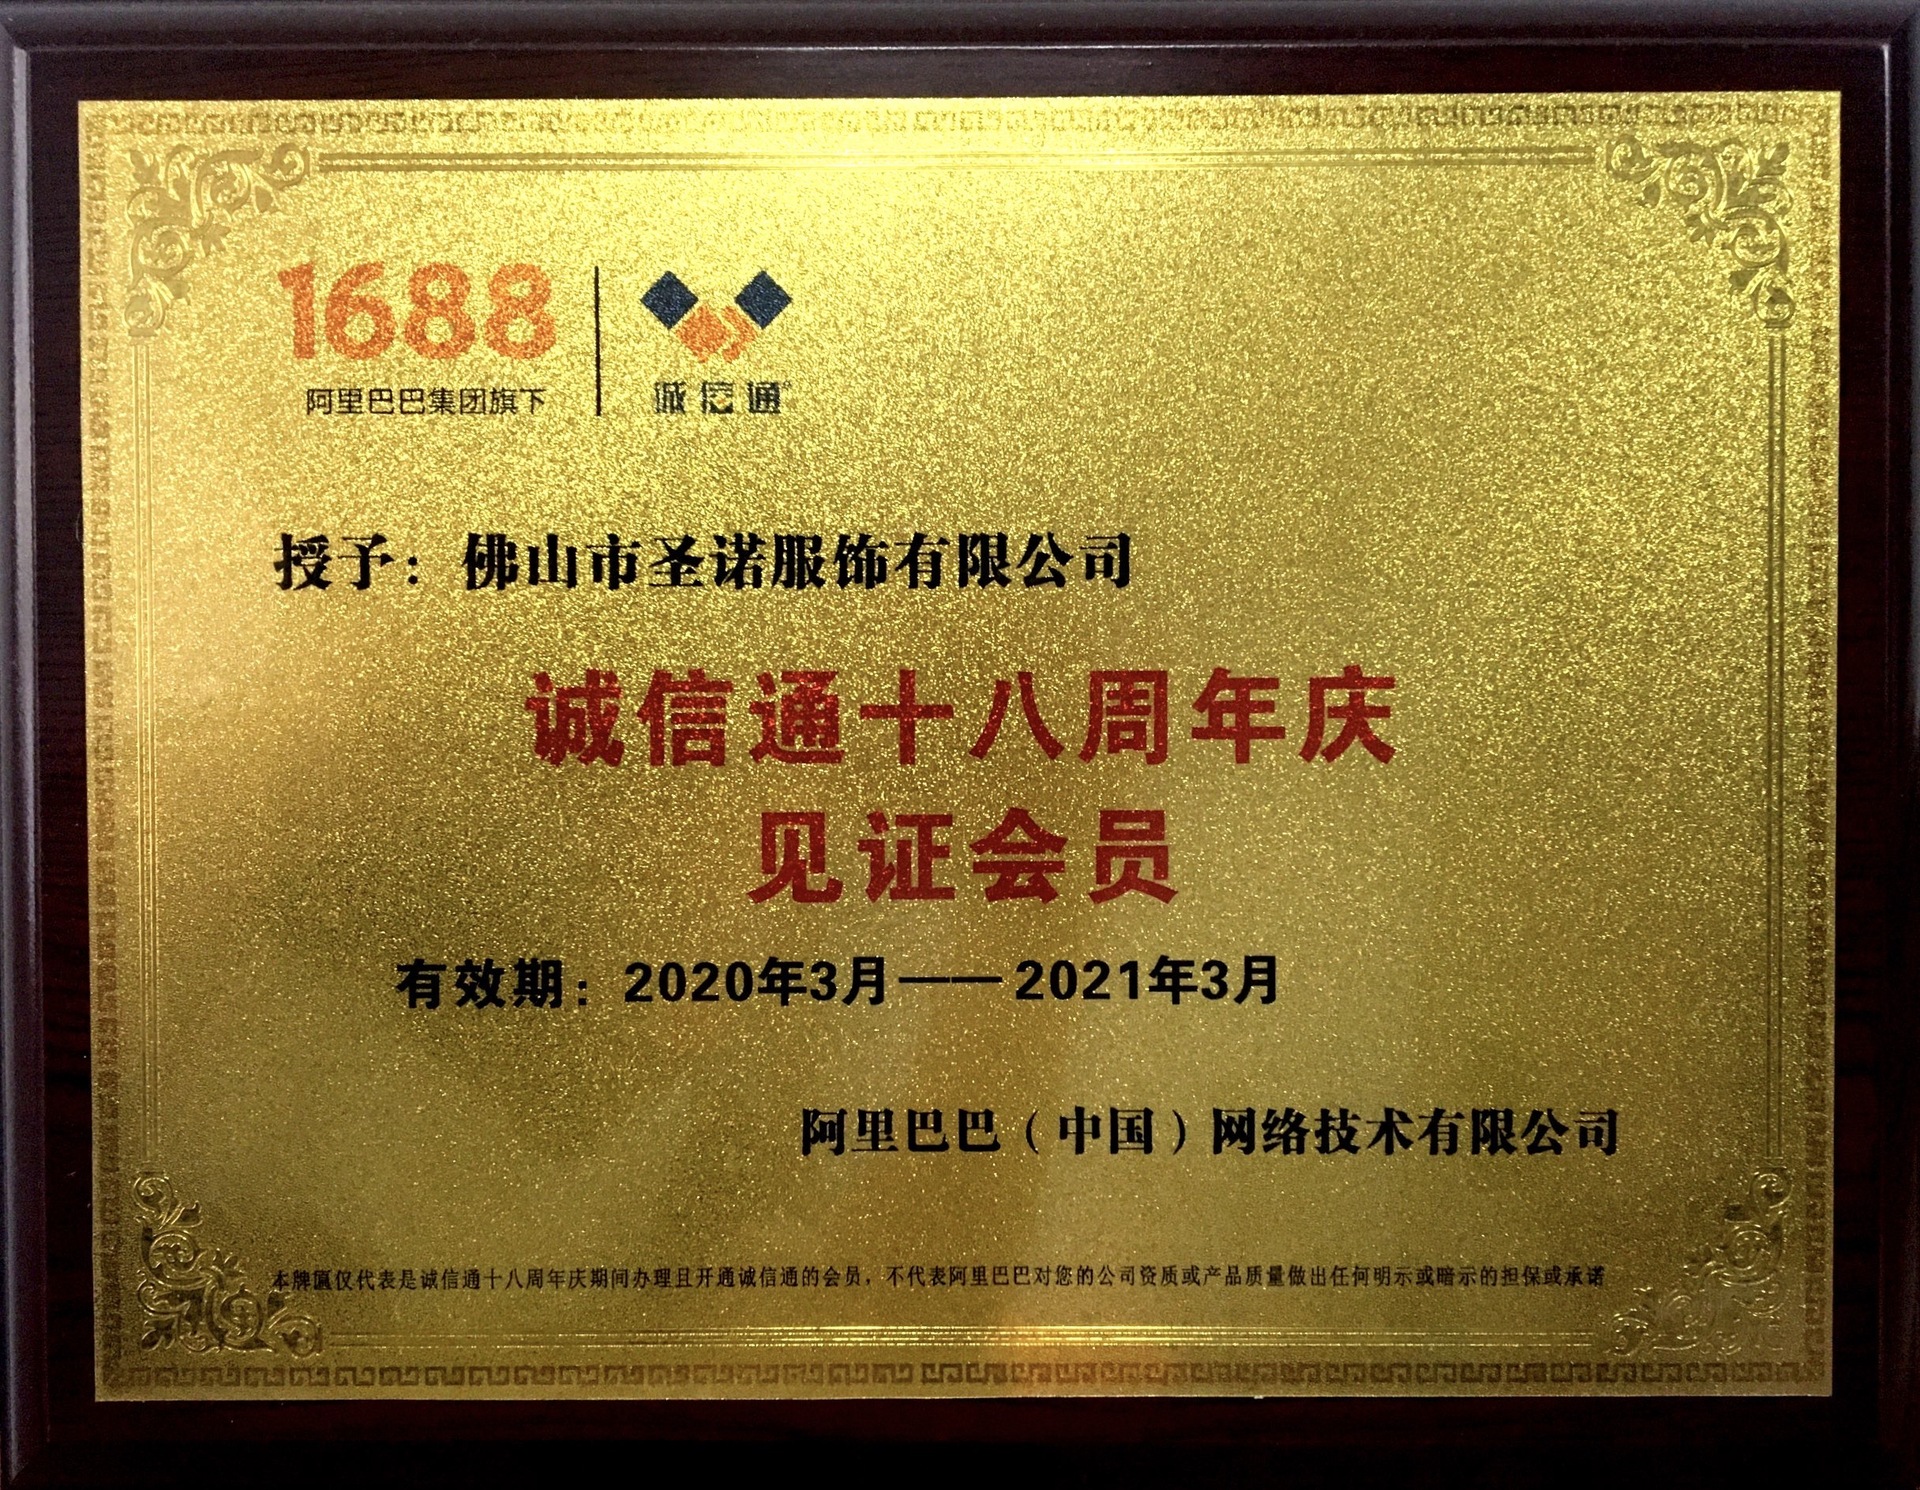 1688
阿里巴巴集团旗下
诚信通®
授予：佛山市圣诺服饰有限公司
诚信通十八周年庆
见证会员
有效期：2020年3月——2021年3月
阿里巴巴（中国）网络技术有限公司
本牌匾仅代表是诚信通十八周年庆期间办理且开通诚信通的会员，不代表阿里巴巴对您的公司资质或产品质量做出任何明示或暗示的担保或承诺